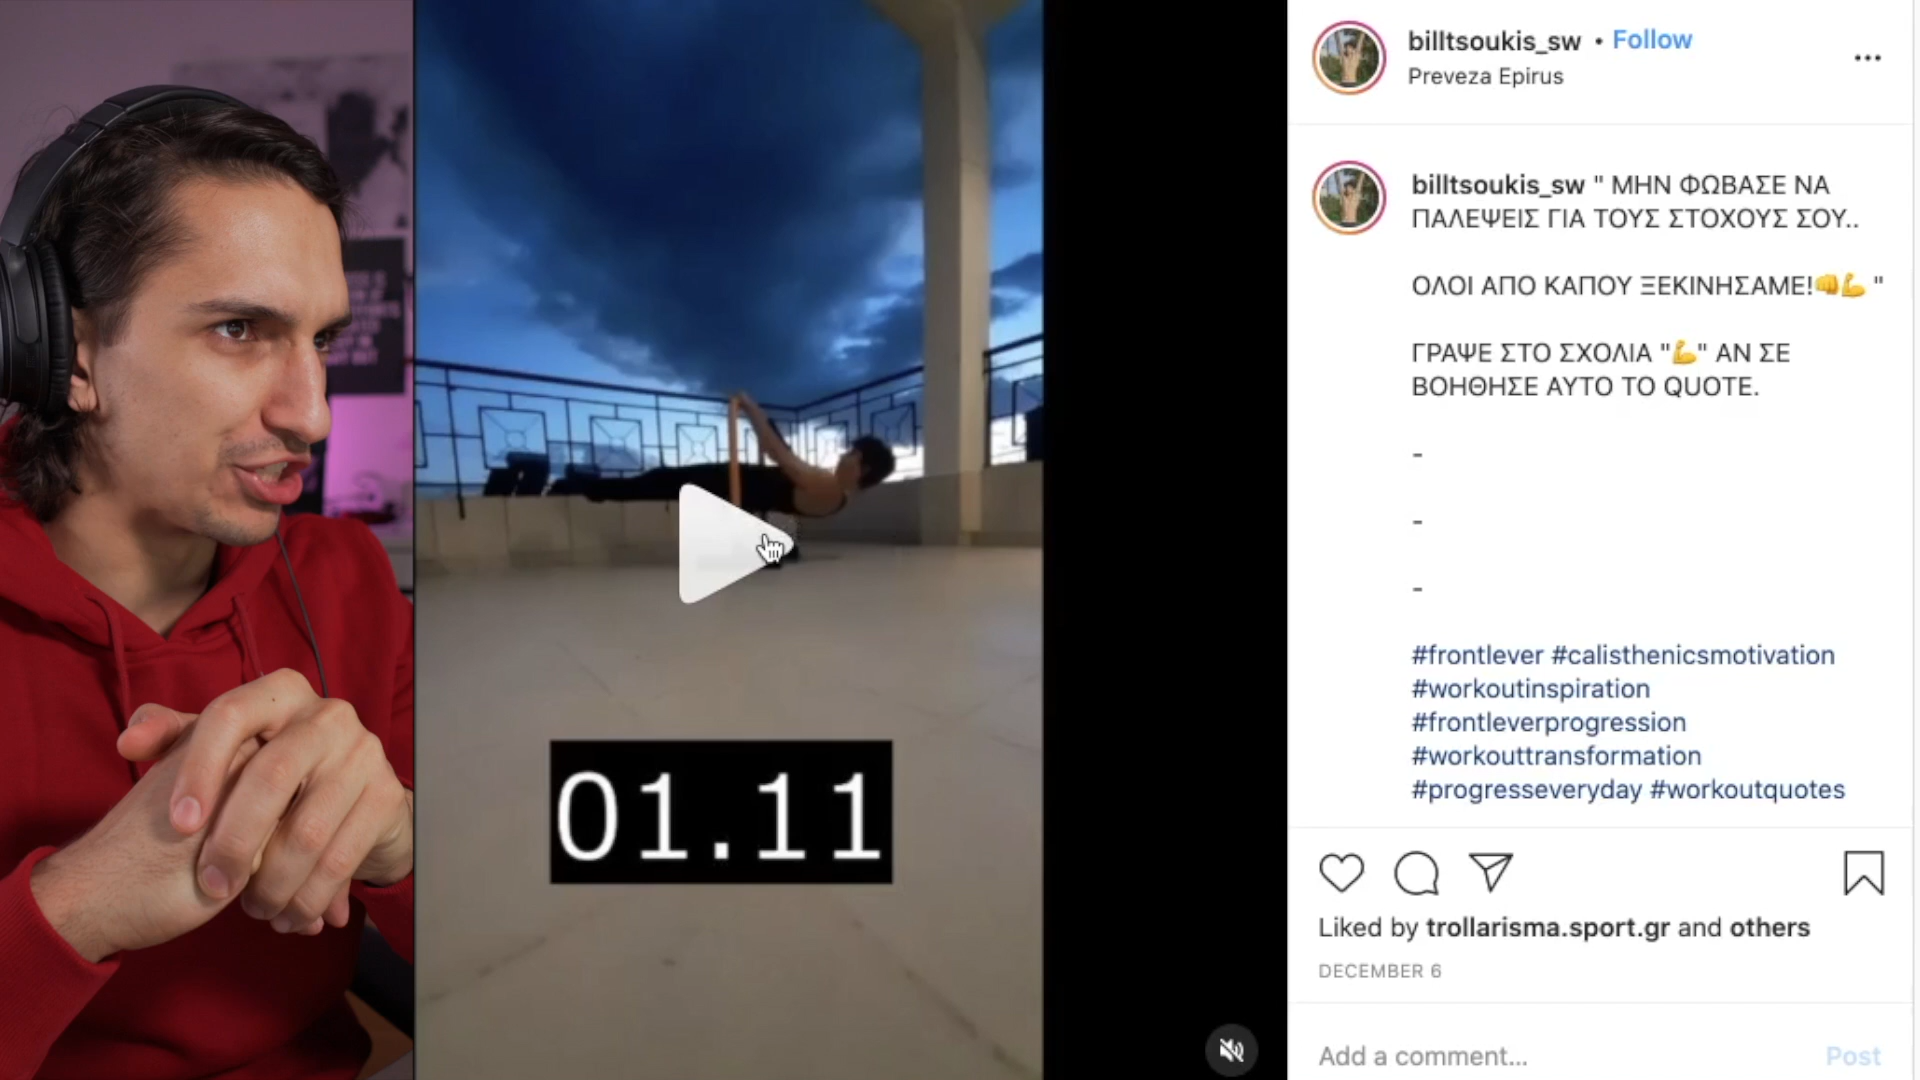 billtsoukis_sw • Follow
Preveza Epirus
billtsoukis_sw " ΜΗΝ ΦΩΒΑΣΕ ΝΑ
ΠΑΛΕΨΕΙΣ ΓΙΑ ΤΟΥΣ ΣΤΟΧΟΥΣ ΣΟΥ..
ΟΛΟΙ ΑΠΟ ΚΑΠΟΥ ΞΕΚΙΝΗΣΑΜΕ!👊💪 "
ΓΡΑΨΕ ΣΤΟ ΣΧΟΛΙΑ "💪" ΑΝ ΣΕ
ΒΟΗΘΗΣΕ ΑΥΤΟ ΤΟ QUOTE.
-
-
-
#frontlever #calisthenicsmotivation
#workoutinspiration
#frontleverprogression
#workouttransformation
#progresseveryday #workoutquotes
Liked by trollarisma.sport.gr and others
DECEMBER 6
Add a comment... Post
01.11